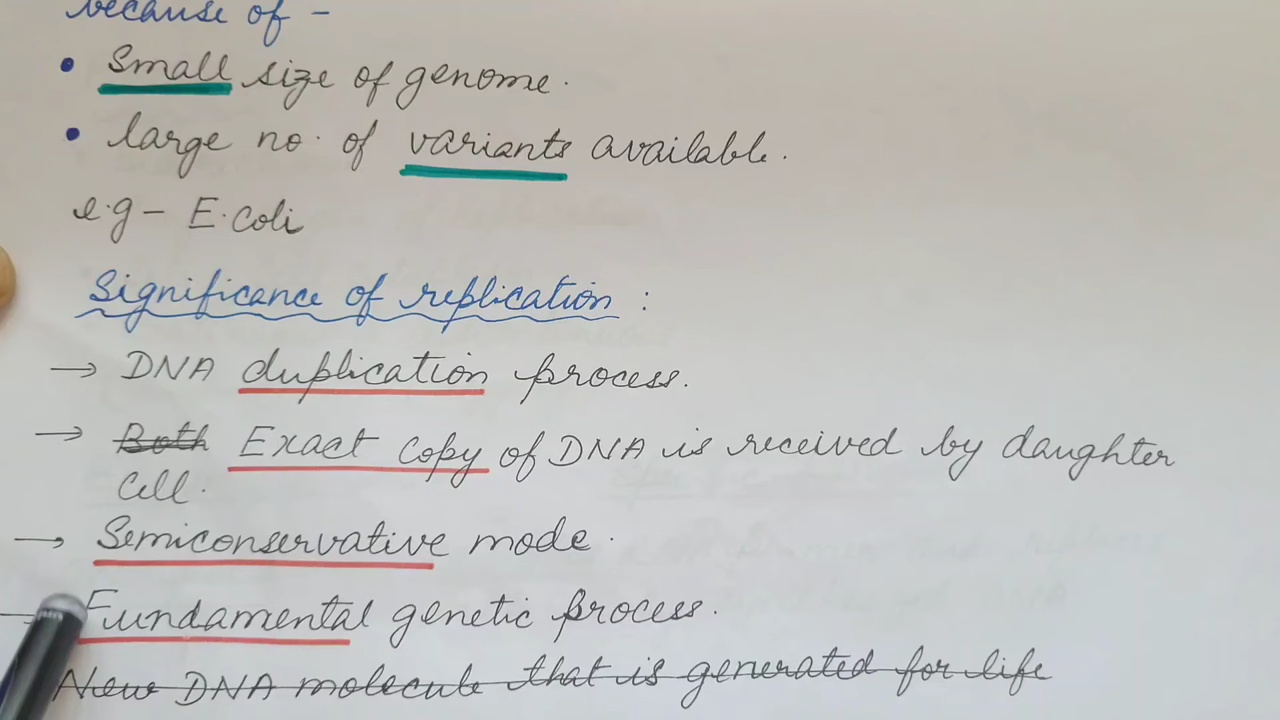 because of -
• Small size of genome.
• large no. of variants available.
e.g - E.coli
Significance of replication :
→ DNA duplication process.
→ Both Exact copy of DNA is received by daughter
cell.
→ Semiconservative mode.
→ Fundamental genetic process.
New DNA molecule that is generated for life